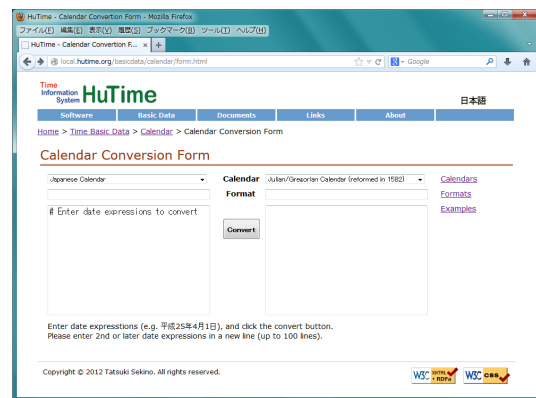 HuTime - Calendar Convertion Form - Mozilla Firefox
ファイル(F) 編集(E) 表示(V) 履歴(S) ブックマーク(B) ツール(T) ヘルプ(H)
HuTime - Calendar Convertion F... × +
local.hutime.org/basicdata/calendar/form.html
Google
Time
Information
System HuTime
日本語
Software Basic Data Documents Links About
Home > Time Basic Data > Calendar > Calendar Conversion Form
Calendar Conversion Form
Japanese Calendar Calendar Julian/Gregorian Calendar (reformed in 1582) Calendars
Format Formats
# Enter date expressions to convert Examples
Convert
Enter date expresstions (e.g. 平成25年4月1日), and click the convert button.
Please enter 2nd or later date expressions in a new line (up to 100 lines).
Copyright © 2012 Tatsuki Sekino. All rights reserved.
W3C XHTML + RDFa W3C css